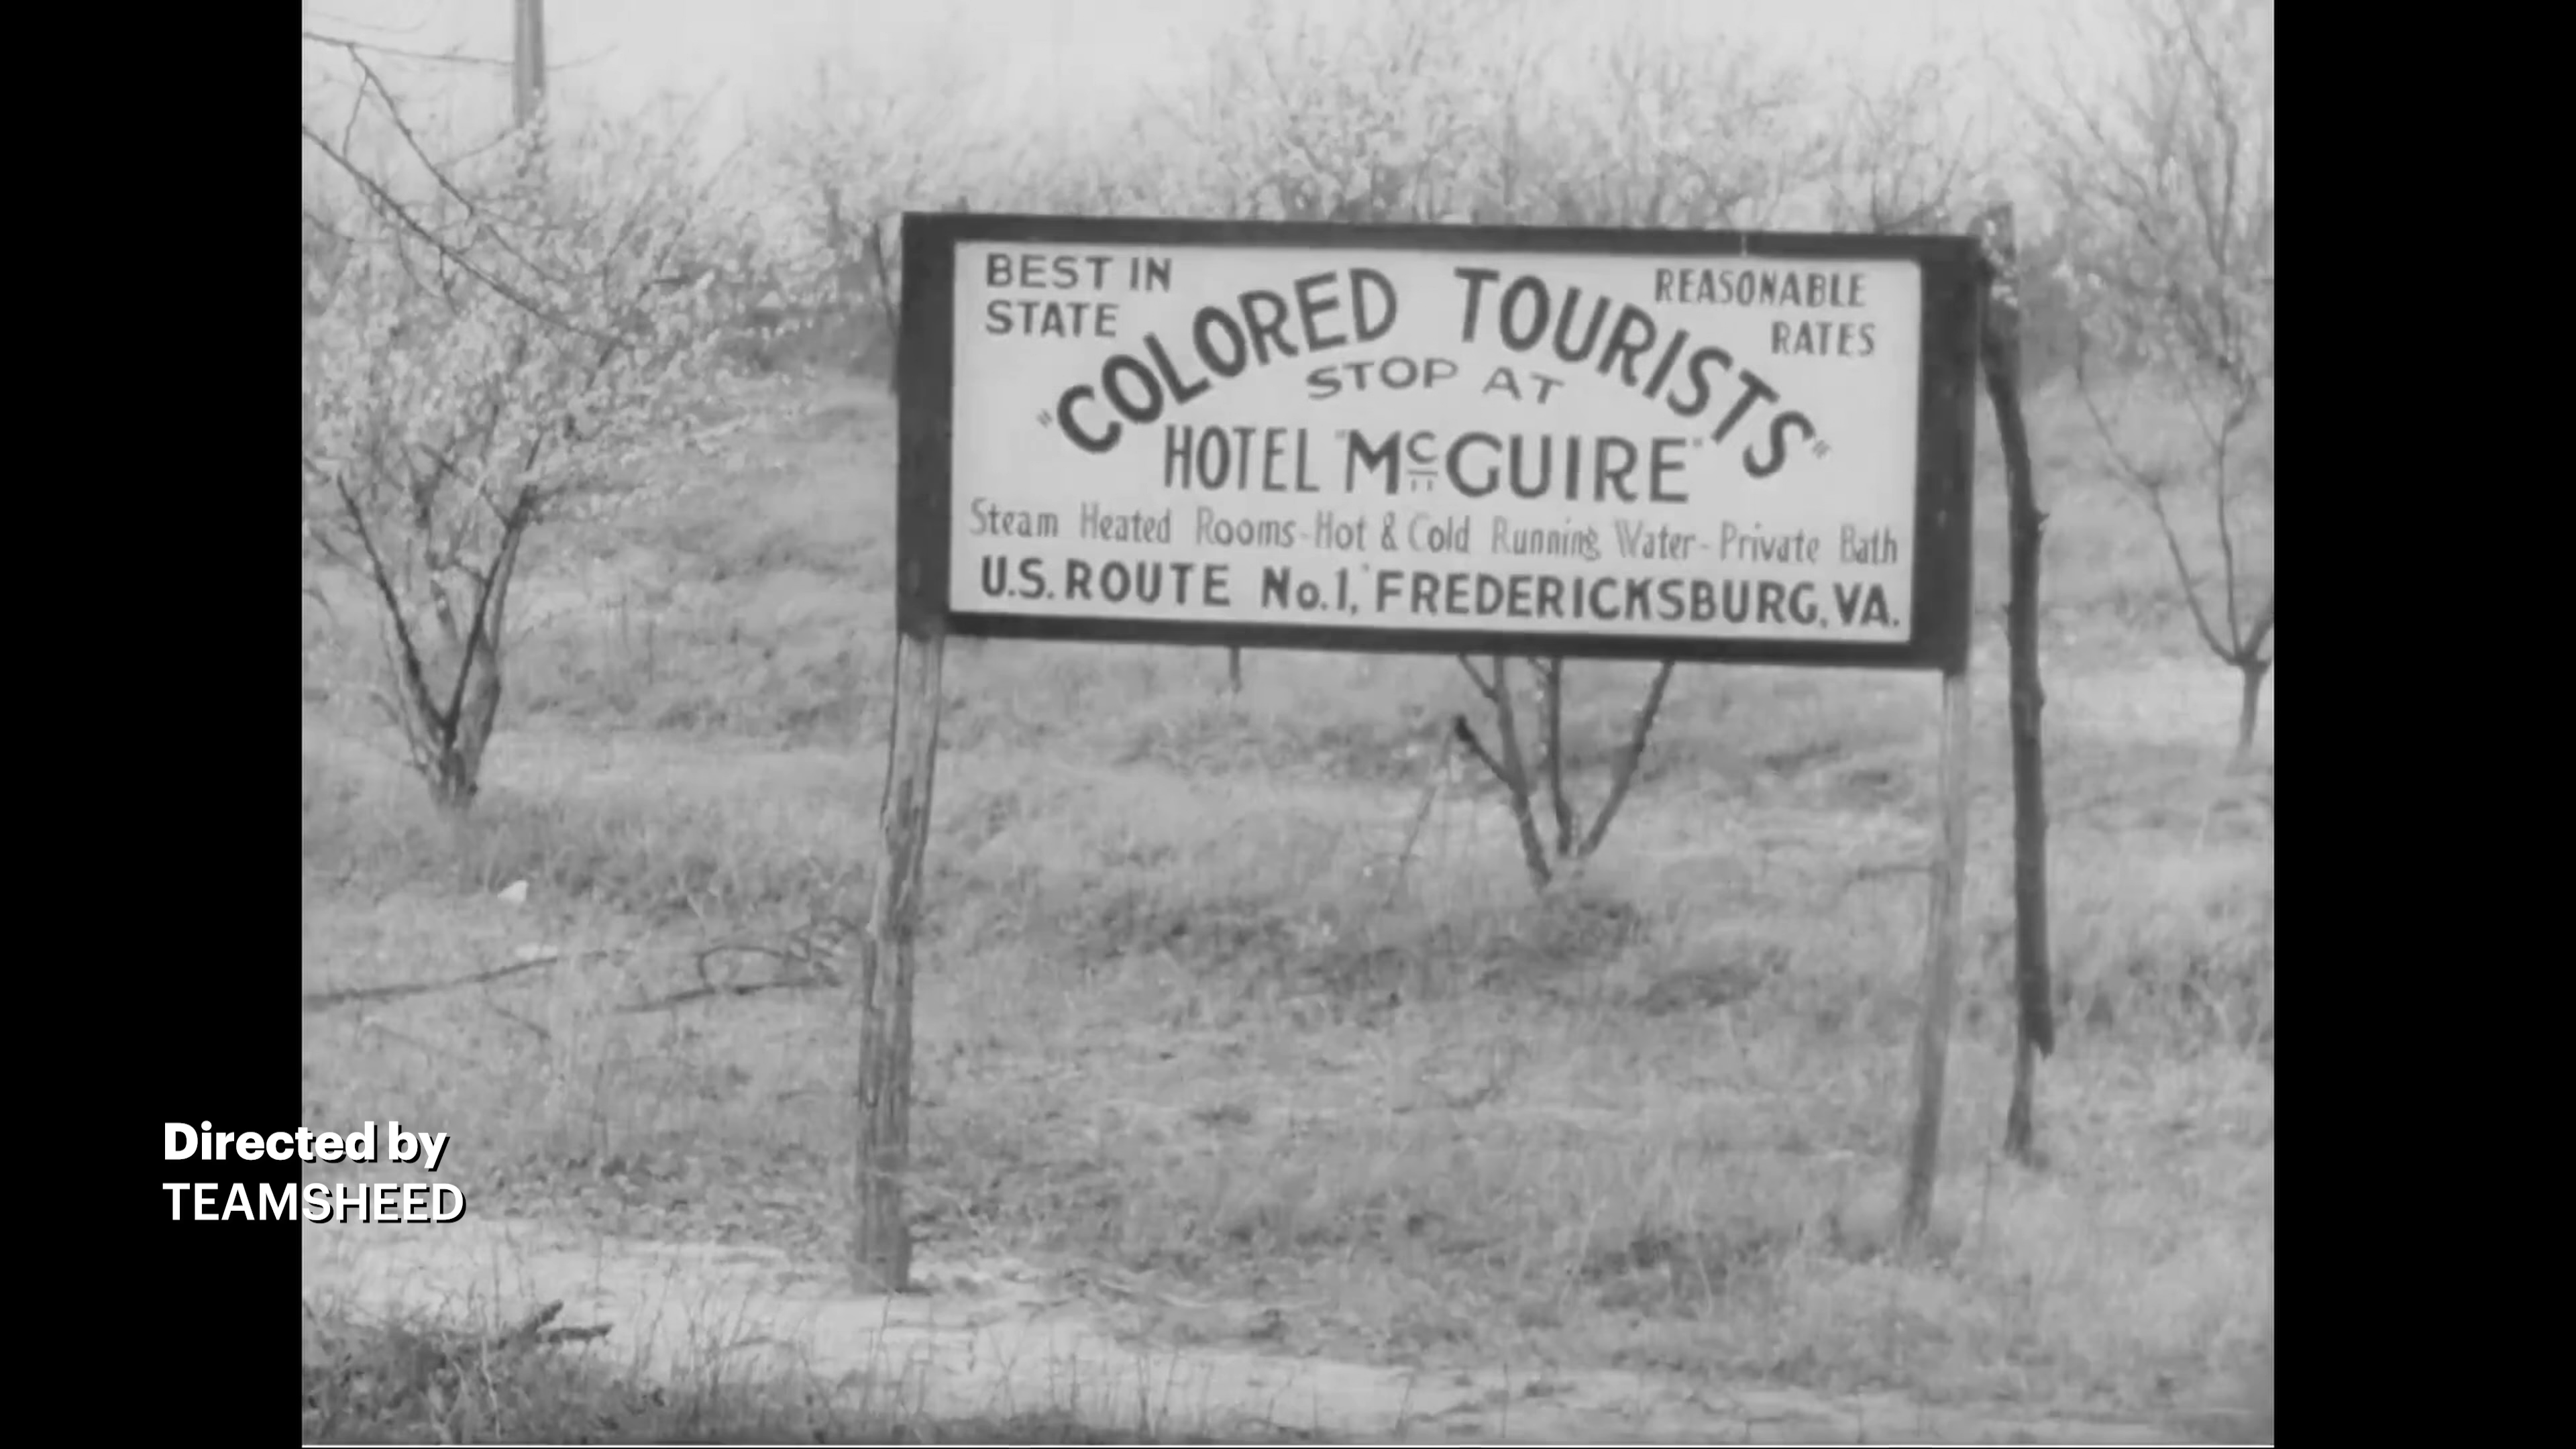 BEST IN
STATE
REASONABLE
RATES
"COLORED TOURISTS"
STOP AT
HOTEL "McGUIRE"
Steam Heated Rooms-Hot & Cold Running Water-Private Bath
U.S. ROUTE No. 1, FREDERICKSBURG, VA.
Directed by
TEAMSHEED